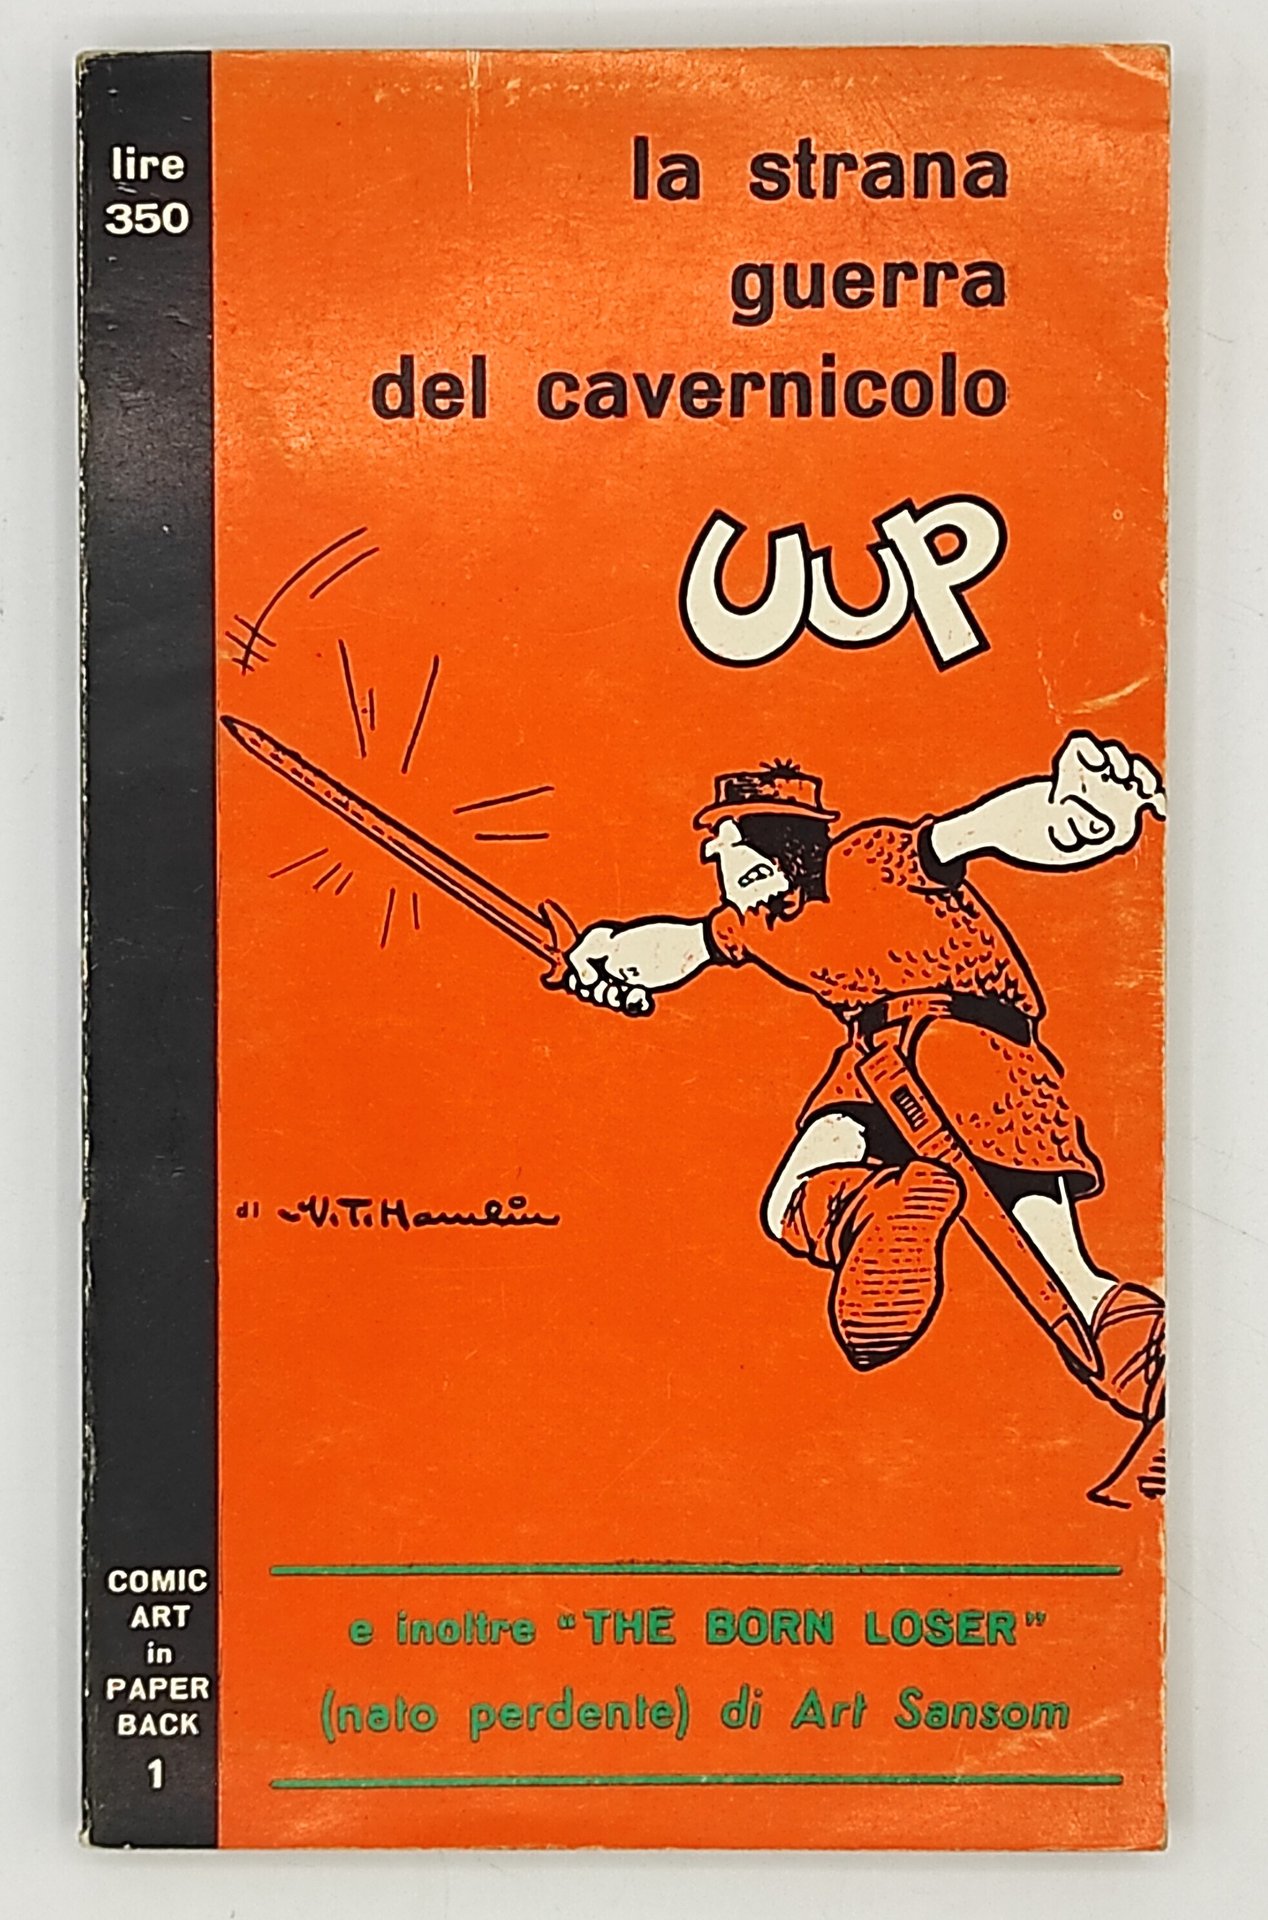 lire
350
la strana
guerra
del cavernicolo
UUP
di V.T. Hamlin
e inoltre "THE BORN LOSER"
(nato perdente) di Art Sansom
COMIC
ART
in
PAPER
BACK
1